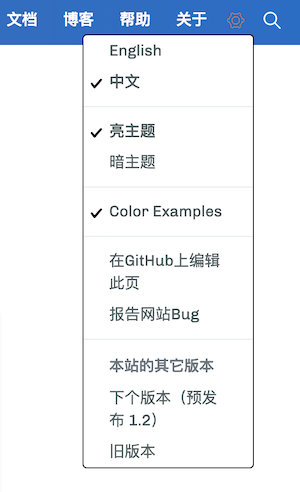 文档 博客 帮助 关于
English
中文
亮主题
暗主题
Color Examples
在GitHub上编辑
此页
报告网站Bug
本站的其它版本
下个版本（预发
布 1.2）
旧版本